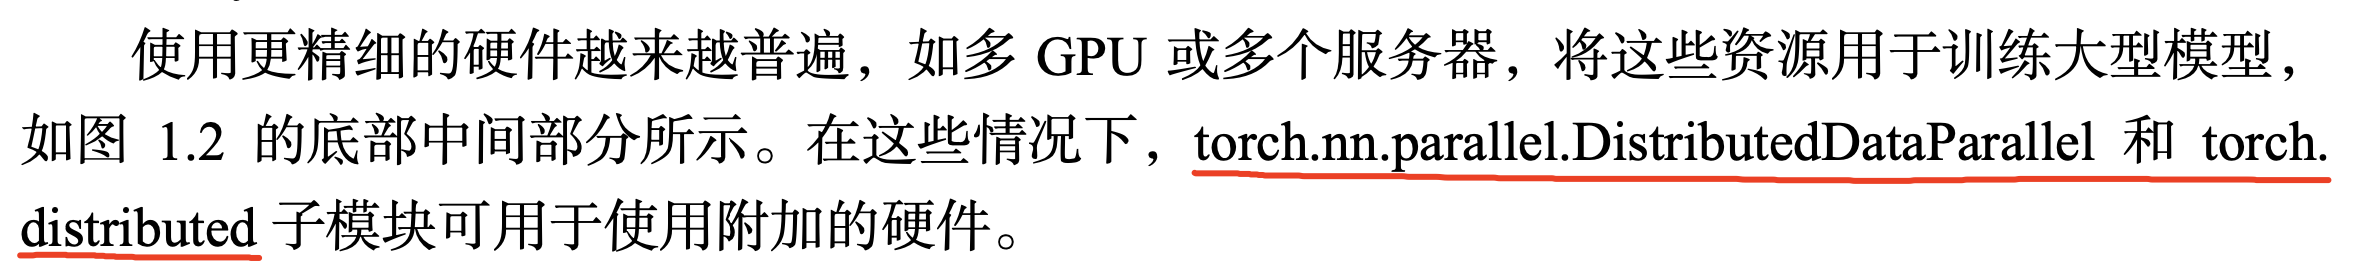 使用更精细的硬件越来越普遍，如多 GPU 或多个服务器，将这些资源用于训练大型模型，
如图 1.2 的底部中间部分所示。在这些情况下，torch.nn.parallel.DistributedDataParallel 和 torch.
distributed 子模块可用于使用附加的硬件。